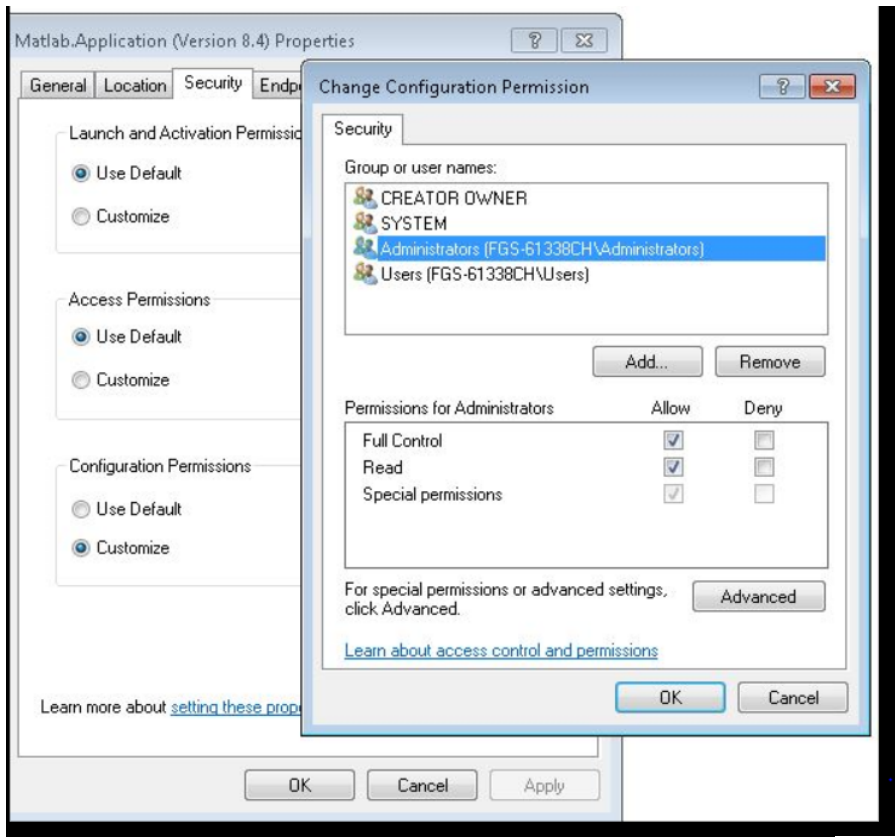 Matlab.Application (Version 8.4) Properties
General Location Security Endp
Launch and Activation Permissic
Use Default
Customize
Access Permissions
Use Default
Customize
Configuration Permissions
Use Default
Customize
Learn more about setting these prop
OK Cancel Apply
Change Configuration Permission
Security
Group or user names:
CREATOR OWNER
SYSTEM
Administrators (FGS-61338CH\Administrators)
Users (FGS-61338CH\Users)
Add... Remove
Permissions for Administrators Allow Deny
Full Control
Read
Special permissions
For special permissions or advanced settings,
click Advanced.
Advanced
Learn about access control and permissions
OK Cancel